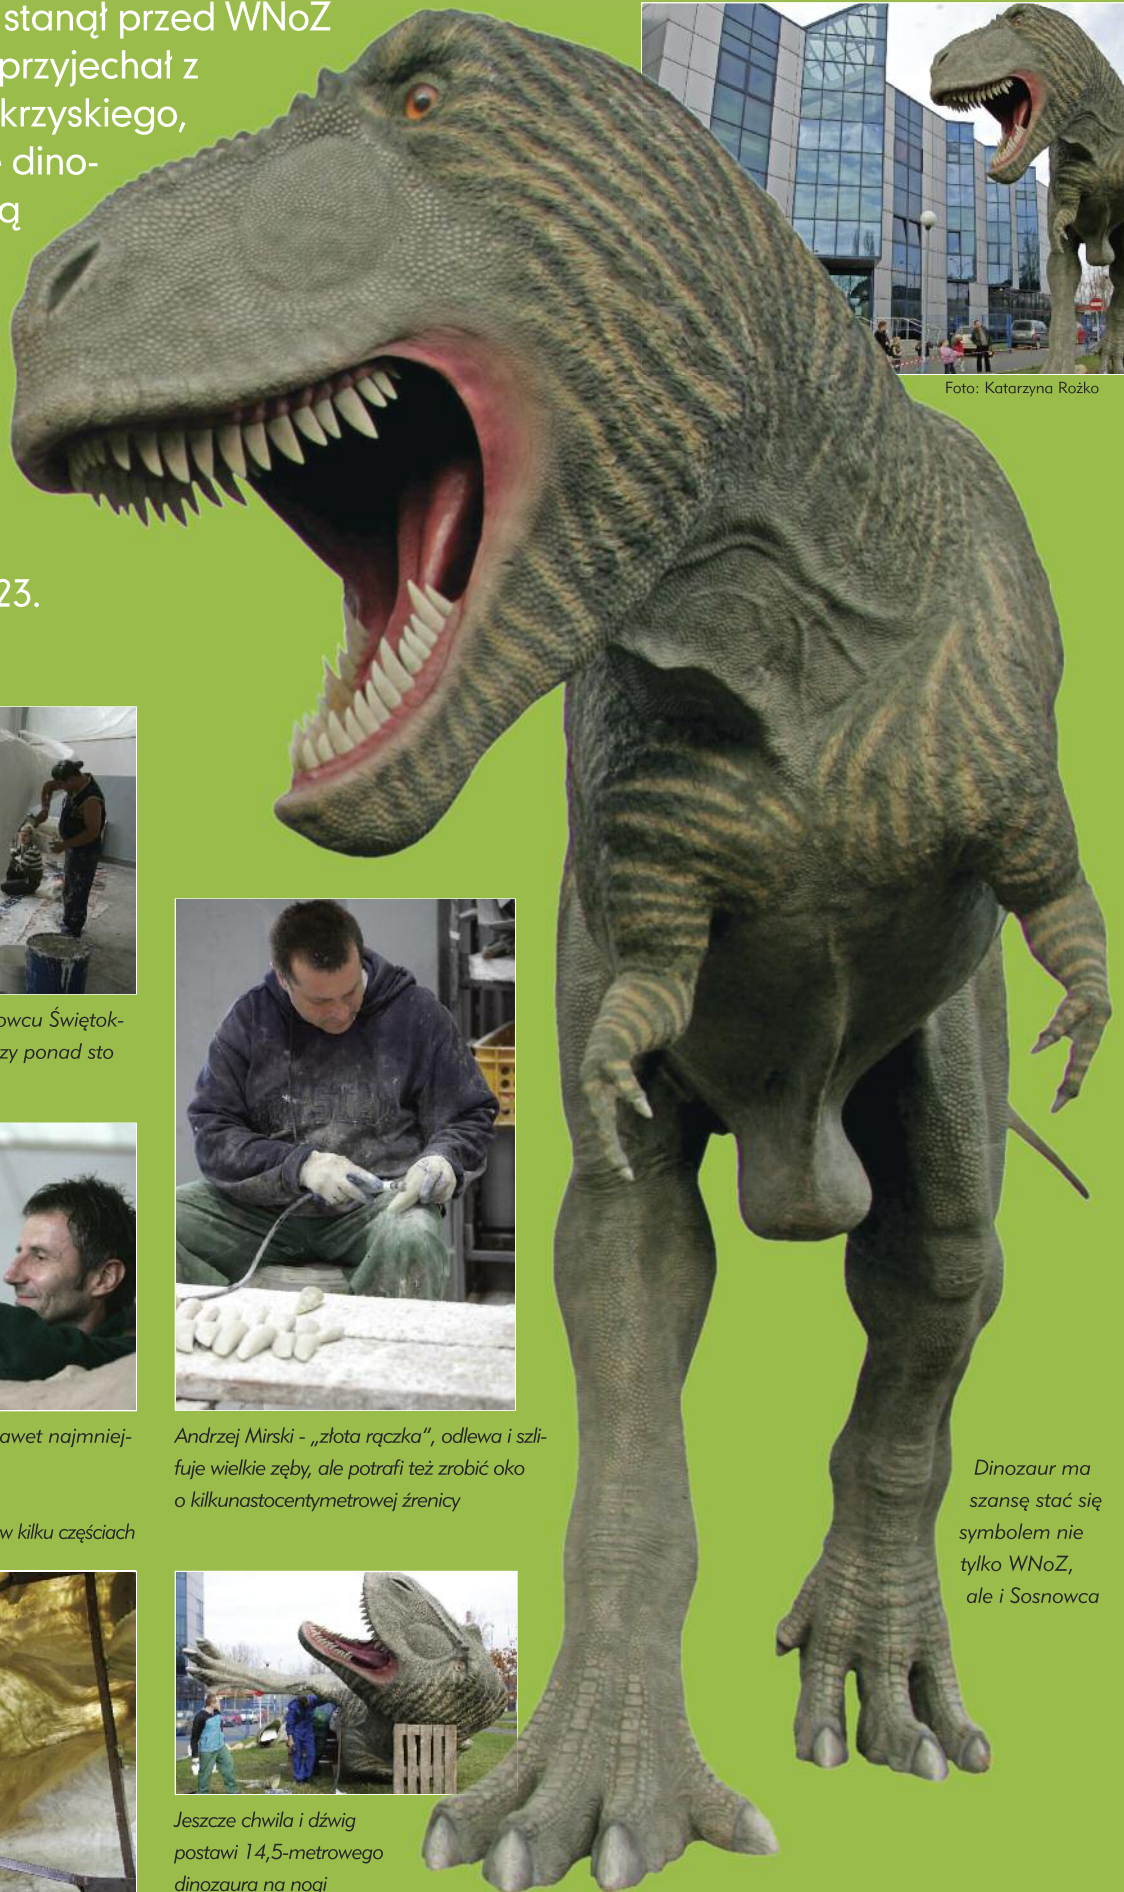 stanął przed WNoZ
przyjechał z
krzyskiego,
dino-
ą
23.
Foto: Katarzyna Rożko
owcu Świętok-
zy ponad sto
awet najmniej-
w kilku częściach
Andrzej Mirski - „złota rączka“, odlewa i szli-
fuje wielkie zęby, ale potrafi też zrobić oko
o kilkunastocentymetrowej źrenicy
Jeszcze chwila i dźwig
postawi 14,5-metrowego
dinozaura na nogi
Dinozaur ma
szansę stać się
symbolem nie
tylko WNoZ,
ale i Sosnowca